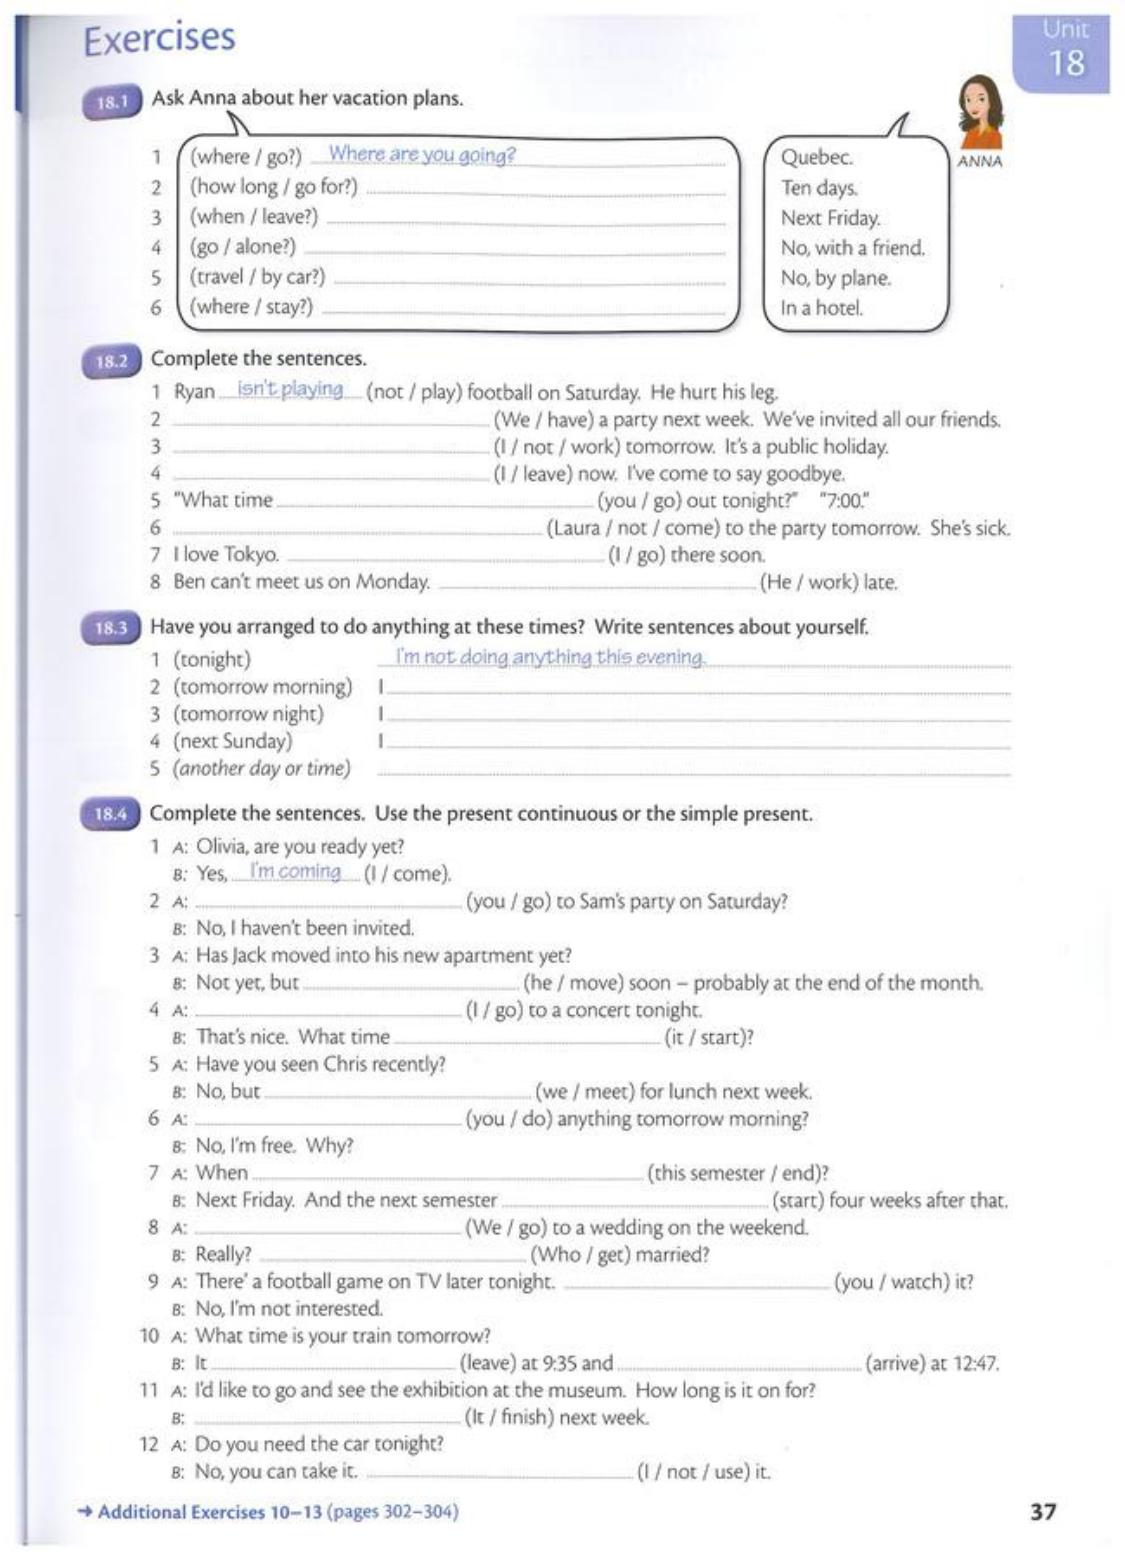 Exercises
Unit
18
18.1 Ask Anna about her vacation plans.
1 (where / go?) Where are you going?
2 (how long / go for?)
3 (when / leave?)
4 (go / alone?)
5 (travel / by car?)
6 (where / stay?)
Quebec.
Ten days.
Next Friday.
No, with a friend.
No, by plane.
In a hotel.
ANNA
18.2 Complete the sentences.
1 Ryan isn't playing (not / play) football on Saturday. He hurt his leg.
2 (We / have) a party next week. We've invited all our friends.
3 (I / not / work) tomorrow. It's a public holiday.
4 (I / leave) now. I've come to say goodbye.
5 "What time (you / go) out tonight?" "7:00."
6 (Laura / not / come) to the party tomorrow. She's sick.
7 I love Tokyo. (I / go) there soon.
8 Ben can't meet us on Monday. (He / work) late.
18.3 Have you arranged to do anything at these times? Write sentences about yourself.
1 (tonight) I'm not doing anything this evening.
2 (tomorrow morning) I
3 (tomorrow night) I
4 (next Sunday) I
5 (another day or time)
18.4 Complete the sentences. Use the present continuous or the simple present.
1 A: Olivia, are you ready yet?
B: Yes, I'm coming (I / come).
2 A: (you / go) to Sam's party on Saturday?
B: No, I haven't been invited.
3 A: Has Jack moved into his new apartment yet?
B: Not yet, but (he / move) soon – probably at the end of the month.
4 A: (I / go) to a concert tonight.
B: That's nice. What time (it / start)?
5 A: Have you seen Chris recently?
B: No, but (we / meet) for lunch next week.
6 A: (you / do) anything tomorrow morning?
B: No, I'm free. Why?
7 A: When (this semester / end)?
B: Next Friday. And the next semester (start) four weeks after that.
8 A: (We / go) to a wedding on the weekend.
B: Really? (Who / get) married?
9 A: There' a football game on TV later tonight. (you / watch) it?
B: No, I'm not interested.
10 A: What time is your train tomorrow?
B: It (leave) at 9:35 and (arrive) at 12:47.
11 A: I'd like to go and see the exhibition at the museum. How long is it on for?
B: (It / finish) next week.
12 A: Do you need the car tonight?
B: No, you can take it. (I / not / use) it.
➔ Additional Exercises 10–13 (pages 302–304)
37